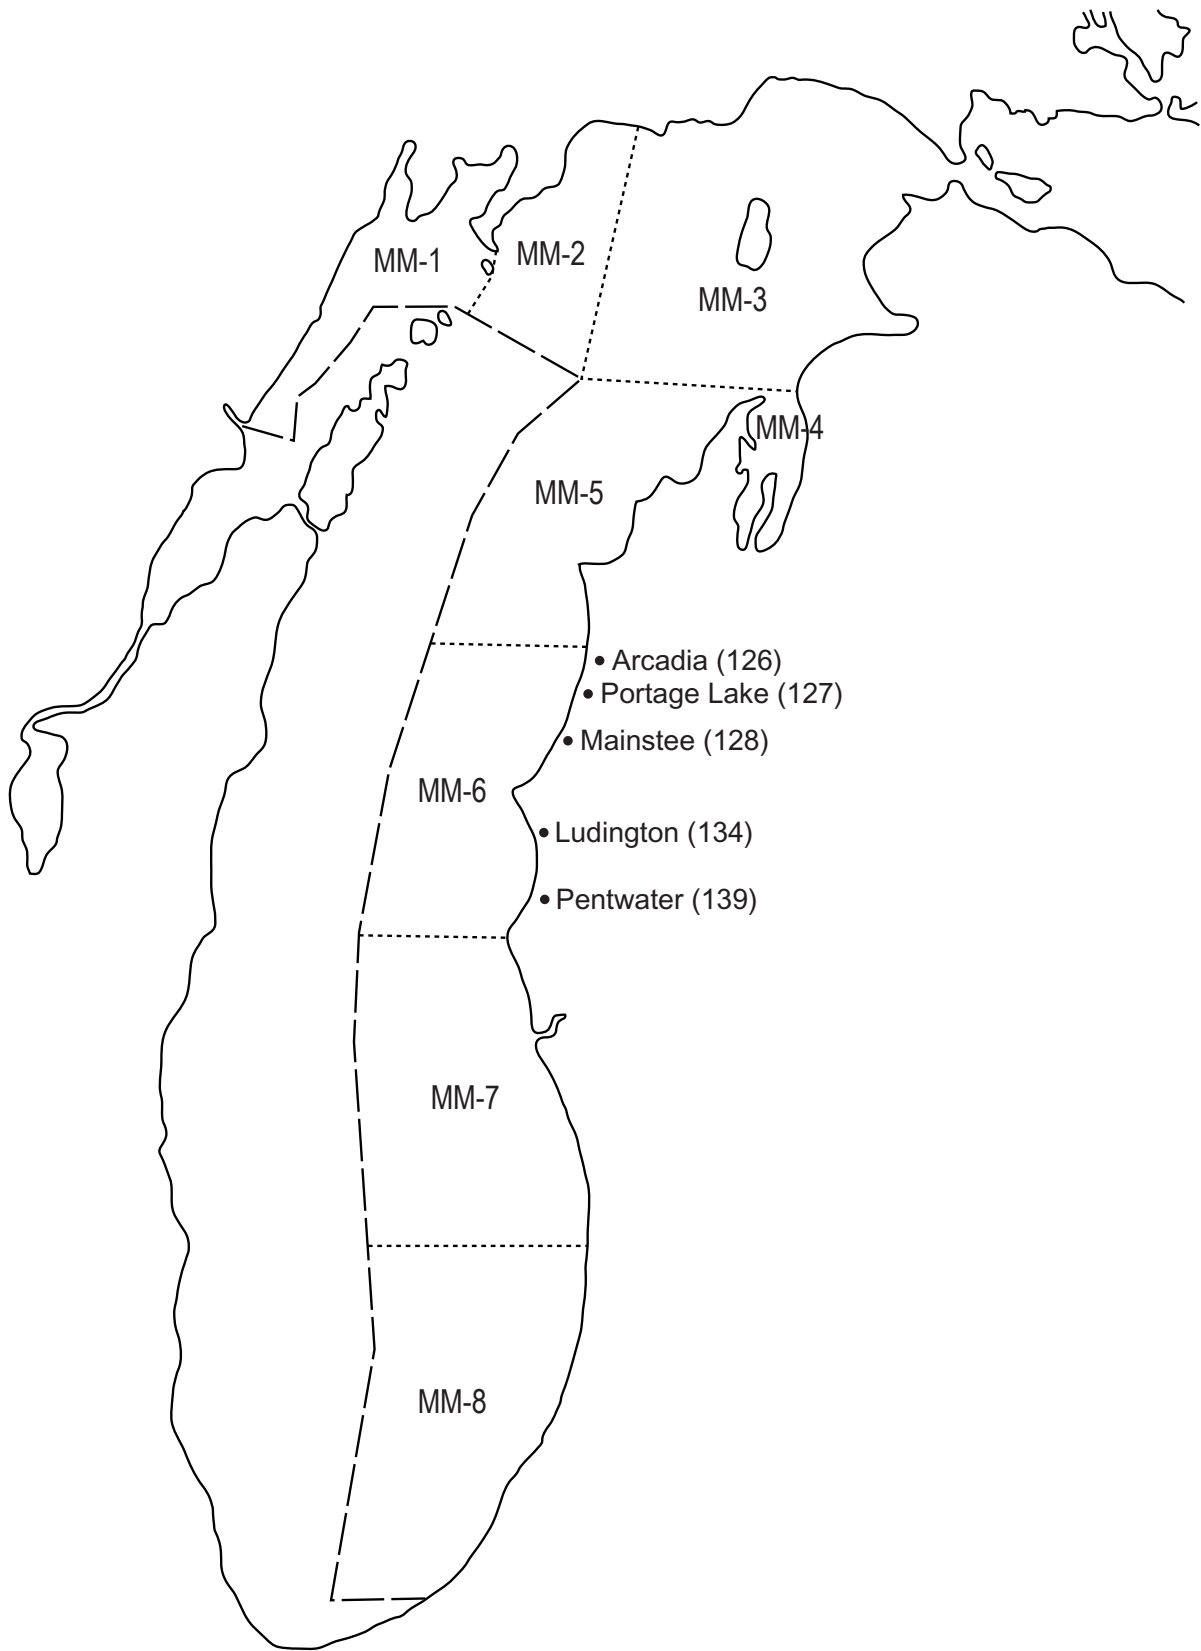 MM-1
MM-2
MM-3
MM-4
MM-5
Arcadia (126)
Portage Lake (127)
Mainstee (128)
MM-6
Ludington (134)
Pentwater (139)
MM-7
MM-8